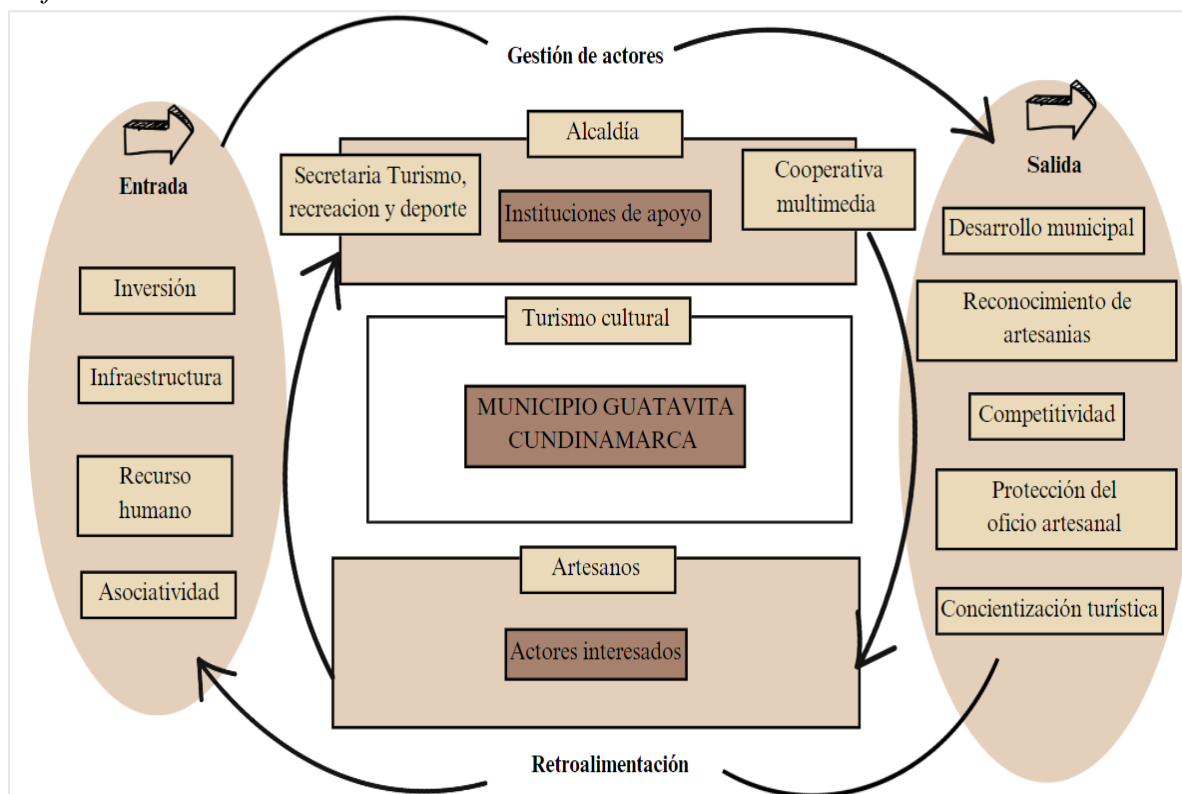 Gestión de actores
Entrada
Inversión
Infraestructura
Recurso
humano
Asociatividad
Alcaldía
Secretaria Turismo,
recreacion y deporte
Cooperativa
multimedia
Instituciones de apoyo
Turismo cultural
MUNICIPIO GUATAVITA
CUNDINAMARCA
Artesanos
Actores interesados
Salida
Desarrollo municipal
Reconocimiento de
artesanias
Competitividad
Protección del
oficio artesanal
Concientización turística
Retroalimentación